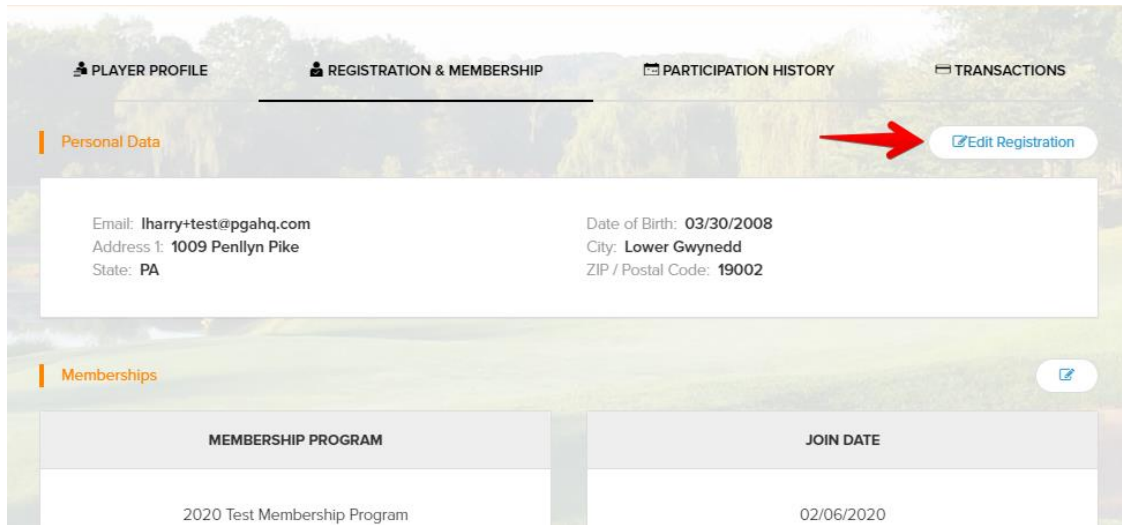 PLAYER PROFILE REGISTRATION & MEMBERSHIP PARTICIPATION HISTORY TRANSACTIONS
Personal Data Edit Registration
Email: lharry+test@pgahq.com Date of Birth: 03/30/2008
Address 1: 1009 Penllyn Pike City: Lower Gwynedd
State: PA ZIP / Postal Code: 19002
Memberships
MEMBERSHIP PROGRAM JOIN DATE
2020 Test Membership Program 02/06/2020